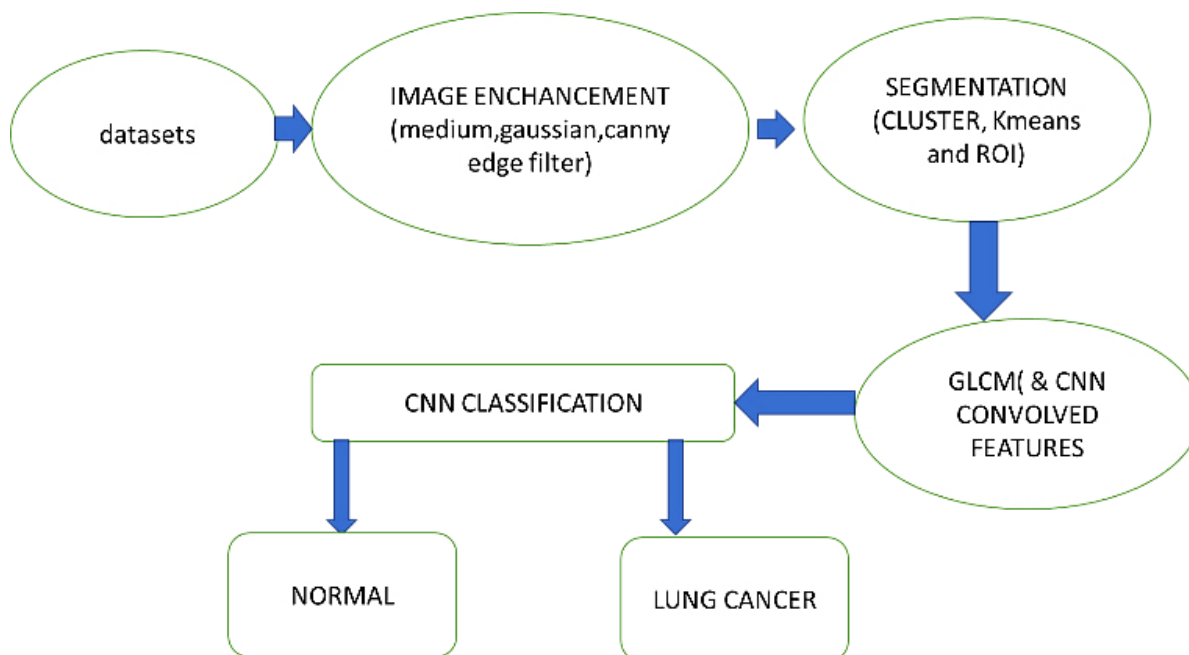 datasets
IMAGE ENCHANCEMENT
(medium,gaussian,canny
edge filter)
SEGMENTATION
(CLUSTER, Kmeans
and ROI)
GLCM( & CNN
CONVOLVED
FEATURES
CNN CLASSIFICATION
NORMAL
LUNG CANCER